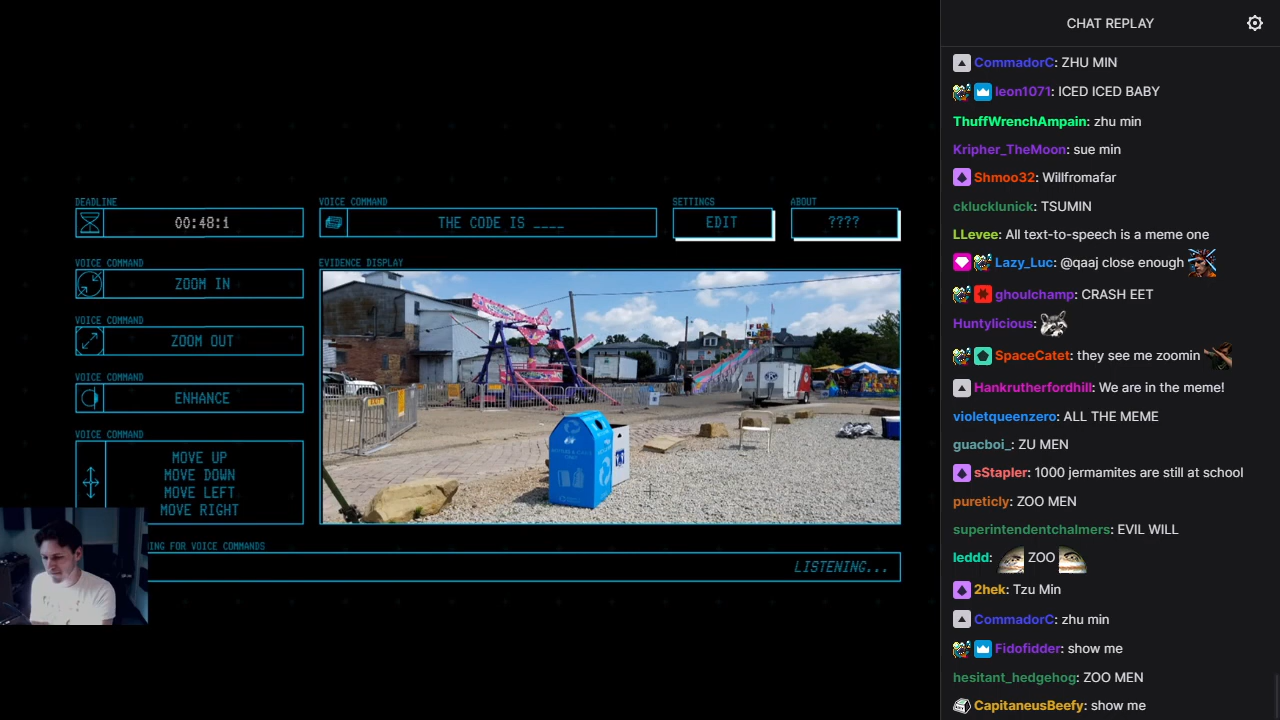 CHAT REPLAY
CommadorC: ZHU MIN
leon1071: ICED ICED BABY
ThuffWrenchAmpain: zhu min
Kripher_TheMoon: sue min
Shmoo32: Willfromafar
cklucklunick: TSUMIN
LLevee: All text-to-speech is a meme one
Lazy_Luc: @qaaj close enough
ghoulchamp: CRASH EET
Huntylicious:
SpaceCatet: they see me zoomin
Hankrutherfordhill: We are in the meme!
violetqueenzero: ALL THE MEME
guacboi_: ZU MEN
sStapler: 1000 jermamites are still at school
pureticly: ZOO MEN
superintendentchalmers: EVIL WILL
leddd: ZOO
2hek: Tzu Min
CommadorC: zhu min
Fidofidder: show me
hesitant_hedgehog: ZOO MEN
CapitaneusBeefy: show me
DEADLINE
00:48:1
VOICE COMMAND
THE CODE IS ____
SETTINGS
EDIT
ABOUT
????
VOICE COMMAND
ZOOM IN
VOICE COMMAND
ZOOM OUT
VOICE COMMAND
ENHANCE
VOICE COMMAND
MOVE UP
MOVE DOWN
MOVE LEFT
MOVE RIGHT
EVIDENCE DISPLAY
ING FOR VOICE COMMANDS
LISTENING...